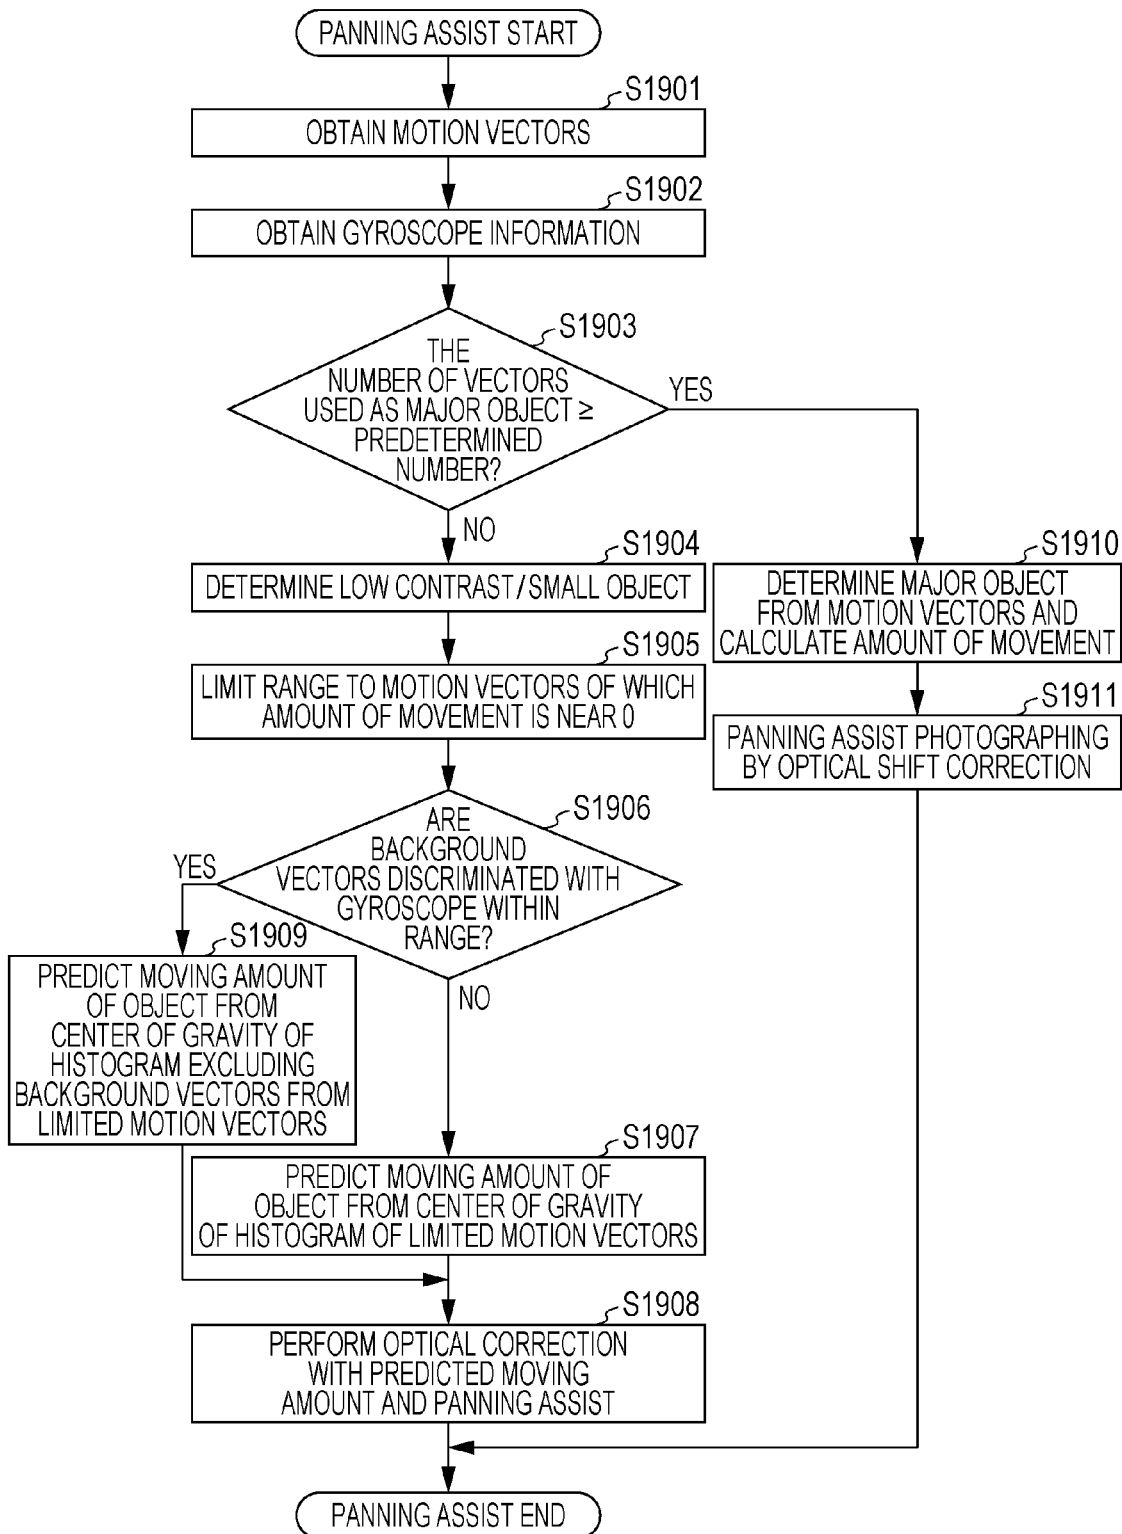 PANNING ASSIST START
S1901
OBTAIN MOTION VECTORS
S1902
OBTAIN GYROSCOPE INFORMATION
S1903
THE
NUMBER OF VECTORS
USED AS MAJOR OBJECT ≥
PREDETERMINED
NUMBER?
YES
NO
S1904
DETERMINE LOW CONTRAST/SMALL OBJECT
S1910
DETERMINE MAJOR OBJECT
FROM MOTION VECTORS AND
CALCULATE AMOUNT OF MOVEMENT
S1905
LIMIT RANGE TO MOTION VECTORS OF WHICH
AMOUNT OF MOVEMENT IS NEAR 0
S1911
PANNING ASSIST PHOTOGRAPHING
BY OPTICAL SHIFT CORRECTION
S1906
ARE
BACKGROUND
VECTORS DISCRIMINATED WITH
GYROSCOPE WITHIN
RANGE?
YES
NO
S1909
PREDICT MOVING AMOUNT
OF OBJECT FROM
CENTER OF GRAVITY OF
HISTOGRAM EXCLUDING
BACKGROUND VECTORS FROM
LIMITED MOTION VECTORS
S1907
PREDICT MOVING AMOUNT OF
OBJECT FROM CENTER OF GRAVITY
OF HISTOGRAM OF LIMITED MOTION VECTORS
S1908
PERFORM OPTICAL CORRECTION
WITH PREDICTED MOVING
AMOUNT AND PANNING ASSIST
PANNING ASSIST END